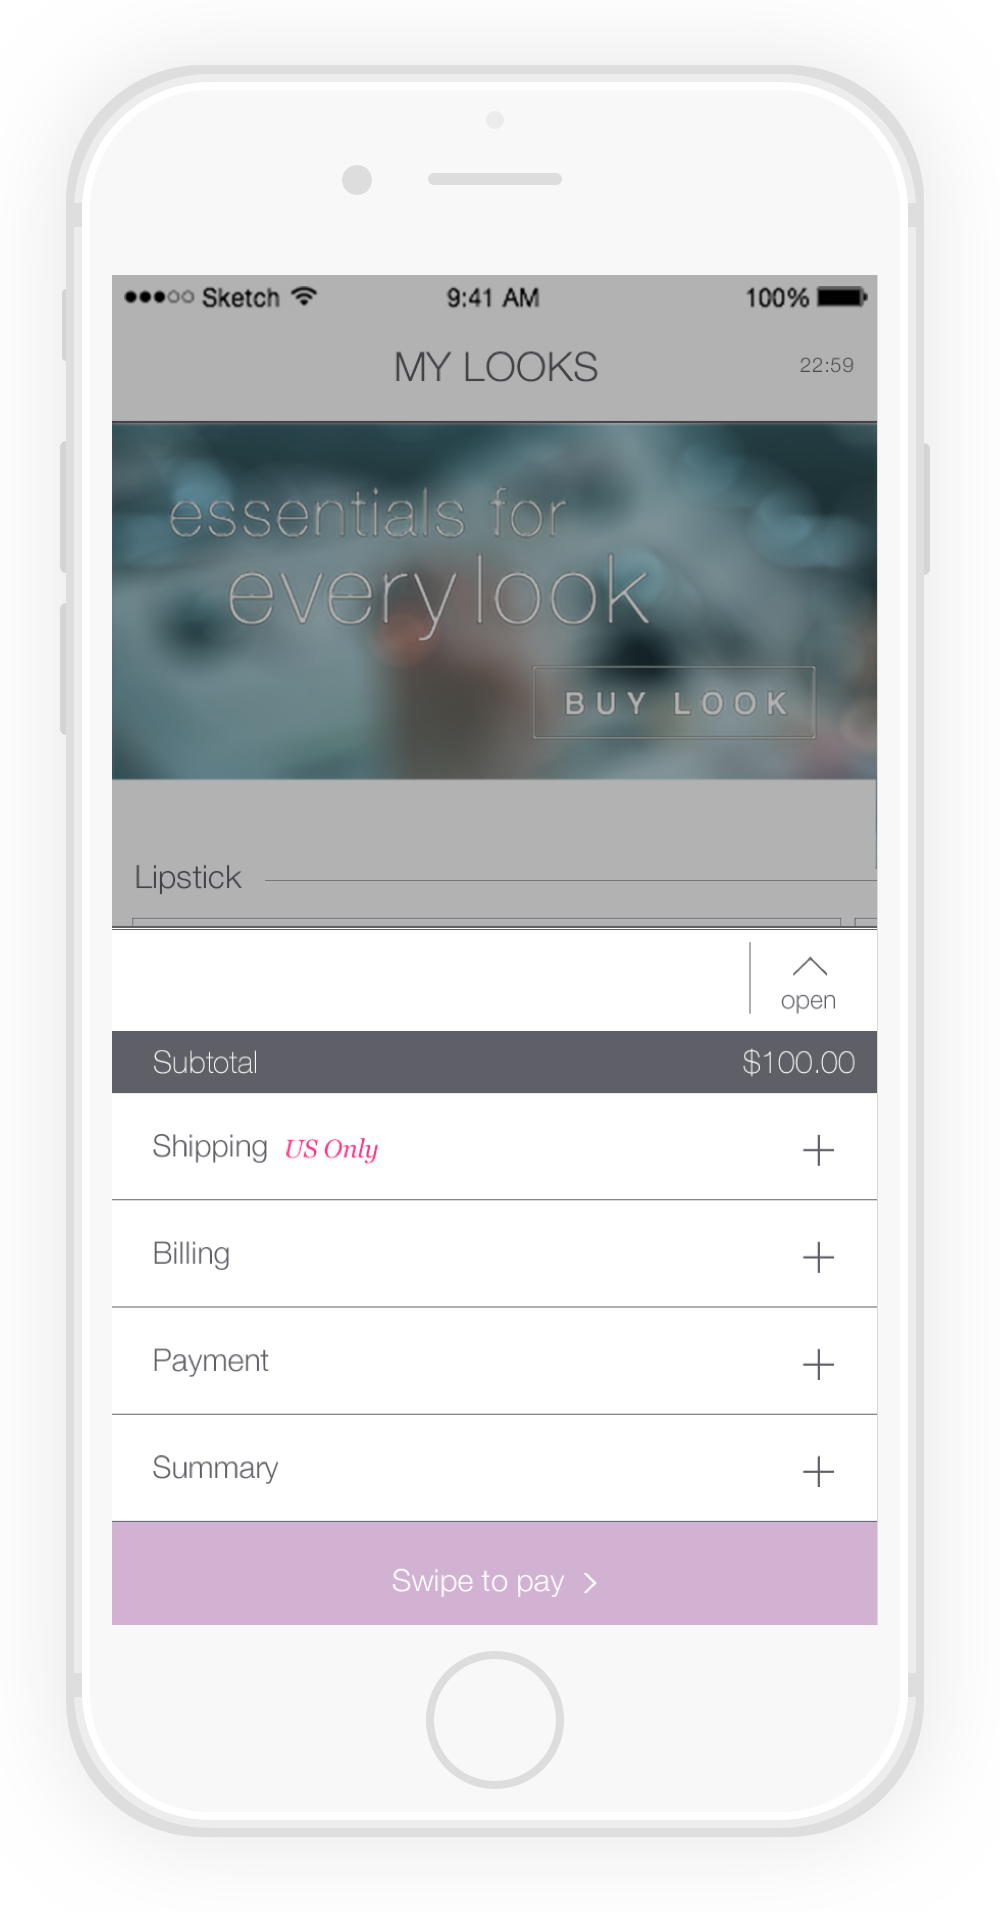 Sketch 9:41 AM 100%
MY LOOKS 22:59
essentials for
every look
BUY LOOK
Lipstick
open
Subtotal $100.00
Shipping US Only
Billing
Payment
Summary
Swipe to pay